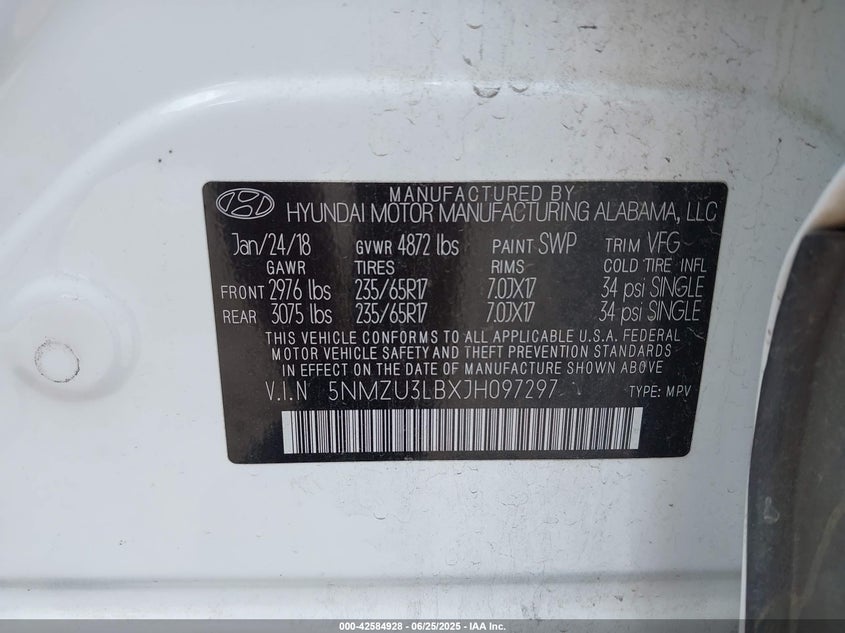 MANUFACTURED BY
HYUNDAI MOTOR MANUFACTURING ALABAMA, LLC
Jan/24/18 GVWR 4872 lbs PAINT SWP TRIM VFG
GAWR TIRES RIMS COLD TIRE INFL
FRONT 2976 lbs 235/65R17 7.0JX17 34 psi SINGLE
REAR 3075 lbs 235/65R17 7.0JX17 34 psi SINGLE
THIS VEHICLE CONFORMS TO ALL APPLICABLE U.S.A. FEDERAL
MOTOR VEHICLE SAFETY AND THEFT PREVENTION STANDARDS
IN EFFECT ON THE DATE OF MANUFACTURE SHOWN ABOVE
V.I.N 5NMZU3LBXJH097297 TYPE: MPV
000-42584928 - 06/25/2025 - IAA Inc.